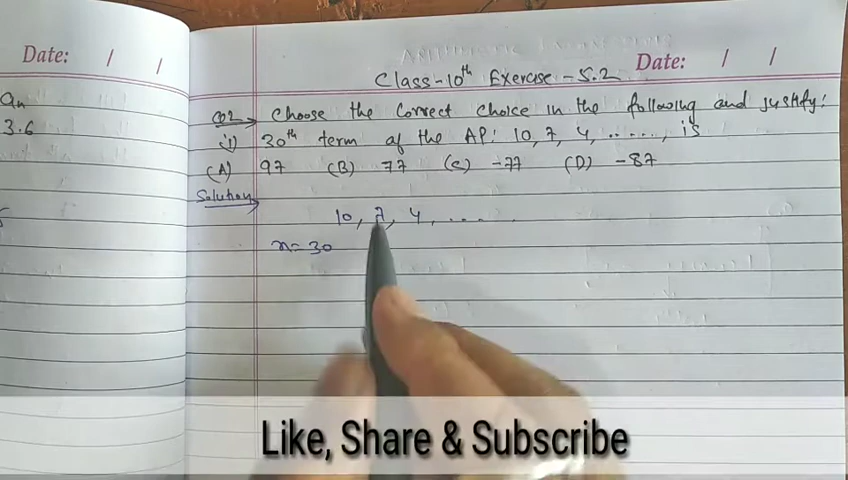 Date: / /
an
3.6
Date: / /
Class-10th Exercise - 5.2
Q2 → Choose the Correct choice in the following and justify:
(i) 30th term of the AP: 10, 7, 4, ......, is
(A) 97 (B) 77 (C) -77 (D) -87
Solution →
10, 7, 4, ....
n=30
Like, Share & Subscribe